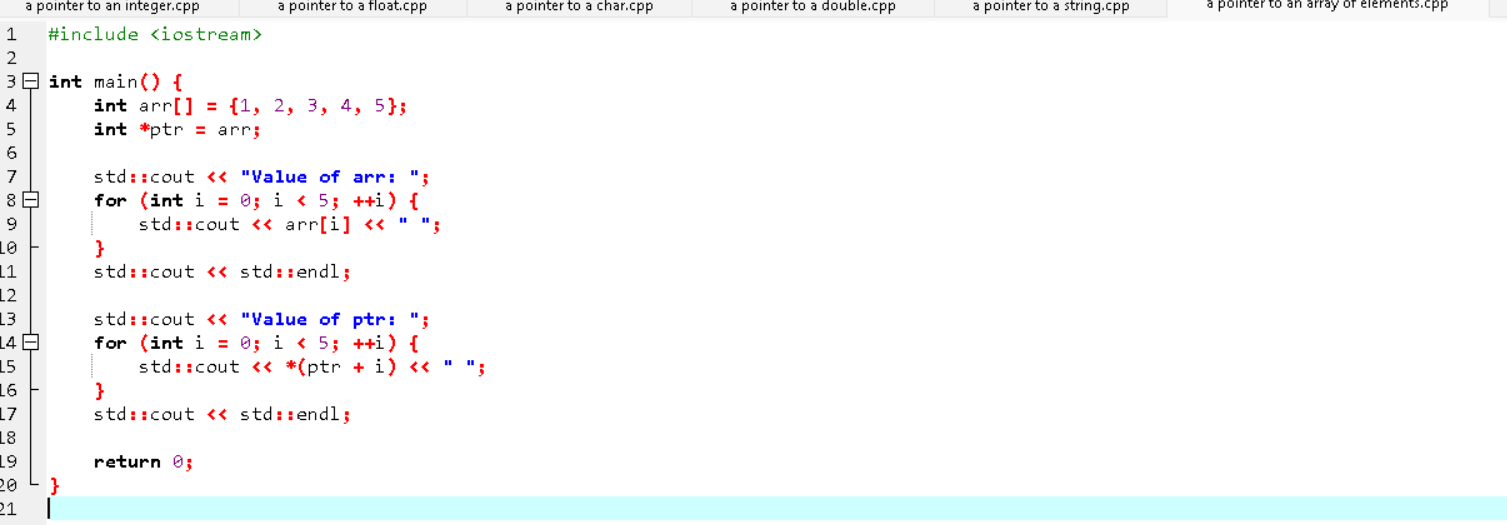 a pointer to an integer.cpp a pointer to a float.cpp a pointer to a char.cpp a pointer to a double.cpp a pointer to a string.cpp a pointer to an array of elements.cpp
1 #include <iostream>
2
3 int main() {
4     int arr[] = {1, 2, 3, 4, 5};
5     int *ptr = arr;
6
7     std::cout << "Value of arr: ";
8     for (int i = 0; i < 5; ++i) {
9         std::cout << arr[i] << " ";
10     }
11     std::cout << std::endl;
12
13     std::cout << "Value of ptr: ";
14     for (int i = 0; i < 5; ++i) {
15         std::cout << *(ptr + i) << " ";
16     }
17     std::cout << std::endl;
18
19     return 0;
20 }
21